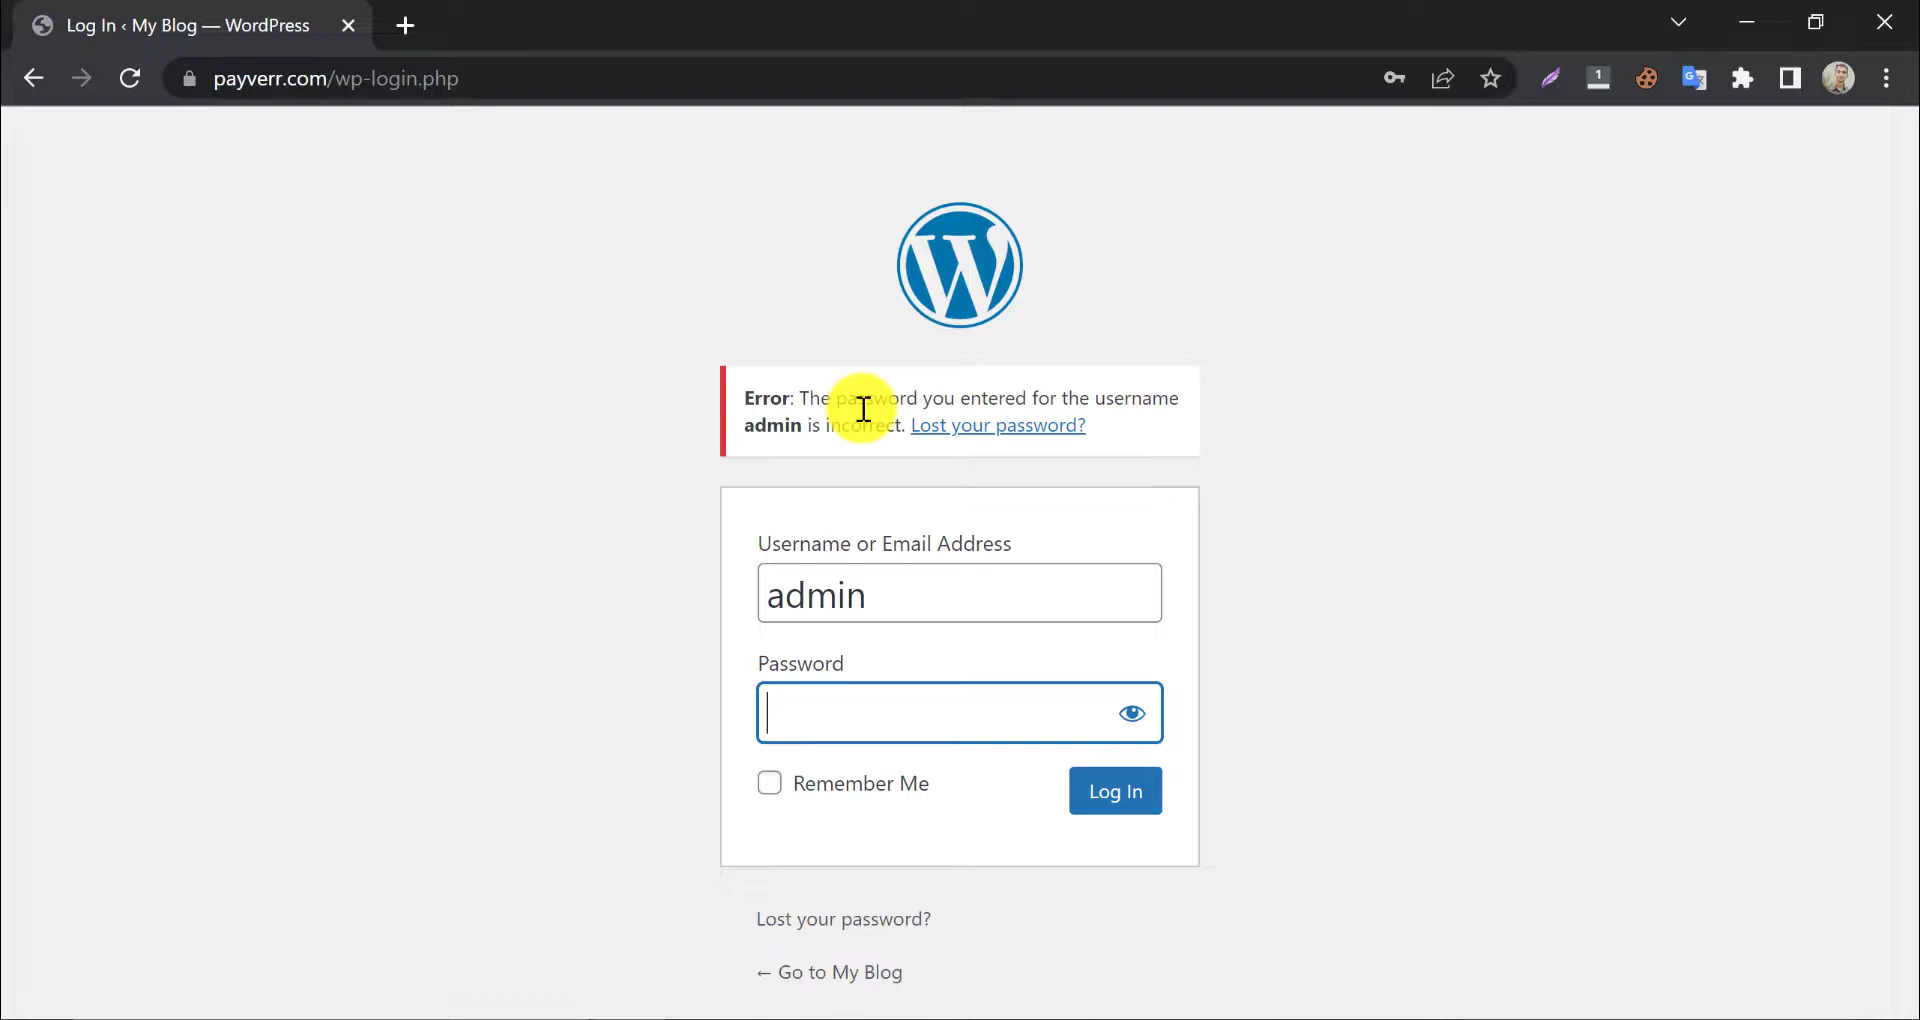 Log In ‹ My Blog — WordPress
payverr.com/wp-login.php
1
Error: The password you entered for the username
admin is incorrect. Lost your password?
Username or Email Address
admin
Password
Remember Me
Log In
Lost your password?
← Go to My Blog